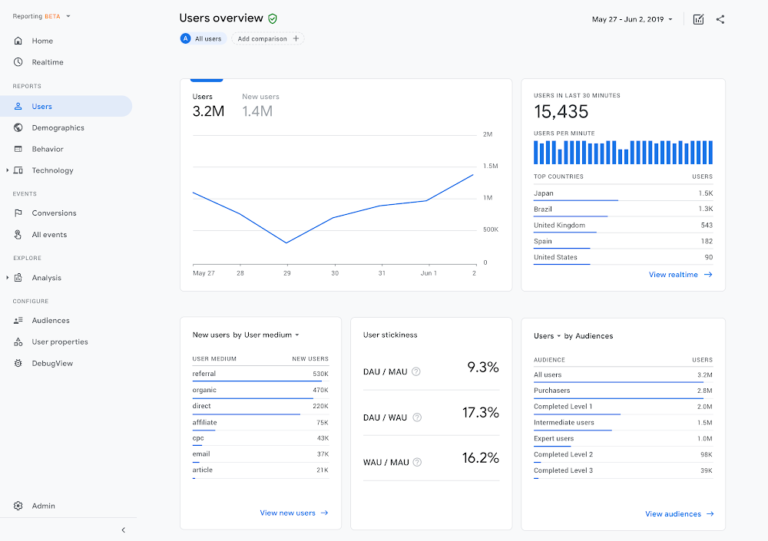 Reporting BETA
Home
Realtime
REPORTS
Users
Demographics
Behavior
Technology
EVENTS
Conversions
All events
EXPLORE
Analysis
CONFIGURE
Audiences
User properties
DebugView
Admin
Users overview
May 27 - Jun 2, 2019
A All users
Add comparison
Users New users
3.2M 1.4M
2M
1.5M
1M
500K
0
May 27 28 29 30 31 Jun 1 2
USERS IN LAST 30 MINUTES
15,435
USERS PER MINUTE
TOP COUNTRIES USERS
Japan 1.5K
Brazil 1.3K
United Kingdom 543
Spain 182
United States 90
View realtime
New users by User medium
USER MEDIUM NEW USERS
referral 530K
organic 470K
direct 220K
affiliate 75K
cpc 43K
email 37K
article 21K
View new users
User stickiness
DAU / MAU ? 9.3%
DAU / WAU ? 17.3%
WAU / MAU ? 16.2%
Users by Audiences
AUDIENCE USERS
All users 3.2M
Purchasers 2.8M
Completed Level 1 2.0M
Intermediate users 1.5M
Expert users 1.0M
Completed Level 2 98K
Completed Level 3 39K
View audiences